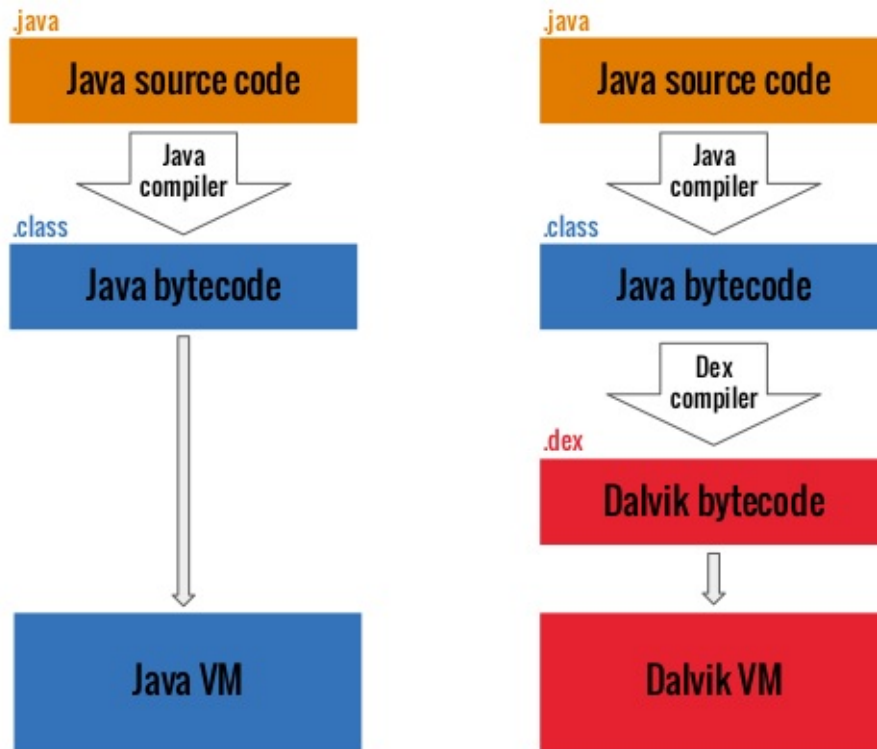 .java
Java source code
Java
compiler
.class
Java bytecode
Java VM
.java
Java source code
Java
compiler
.class
Java bytecode
Dex
compiler
.dex
Dalvik bytecode
Dalvik VM